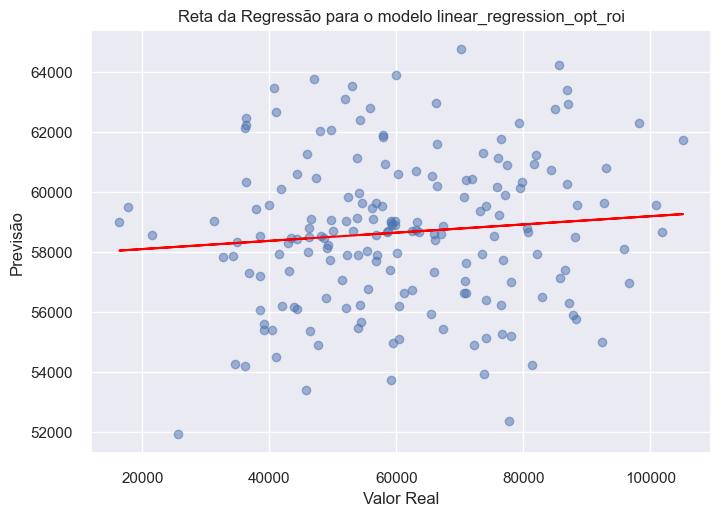 Reta da Regressão para o modelo linear_regression_opt_roi
64000
62000
60000
58000
56000
54000
52000
Previsão
20000 40000 60000 80000 100000
Valor Real